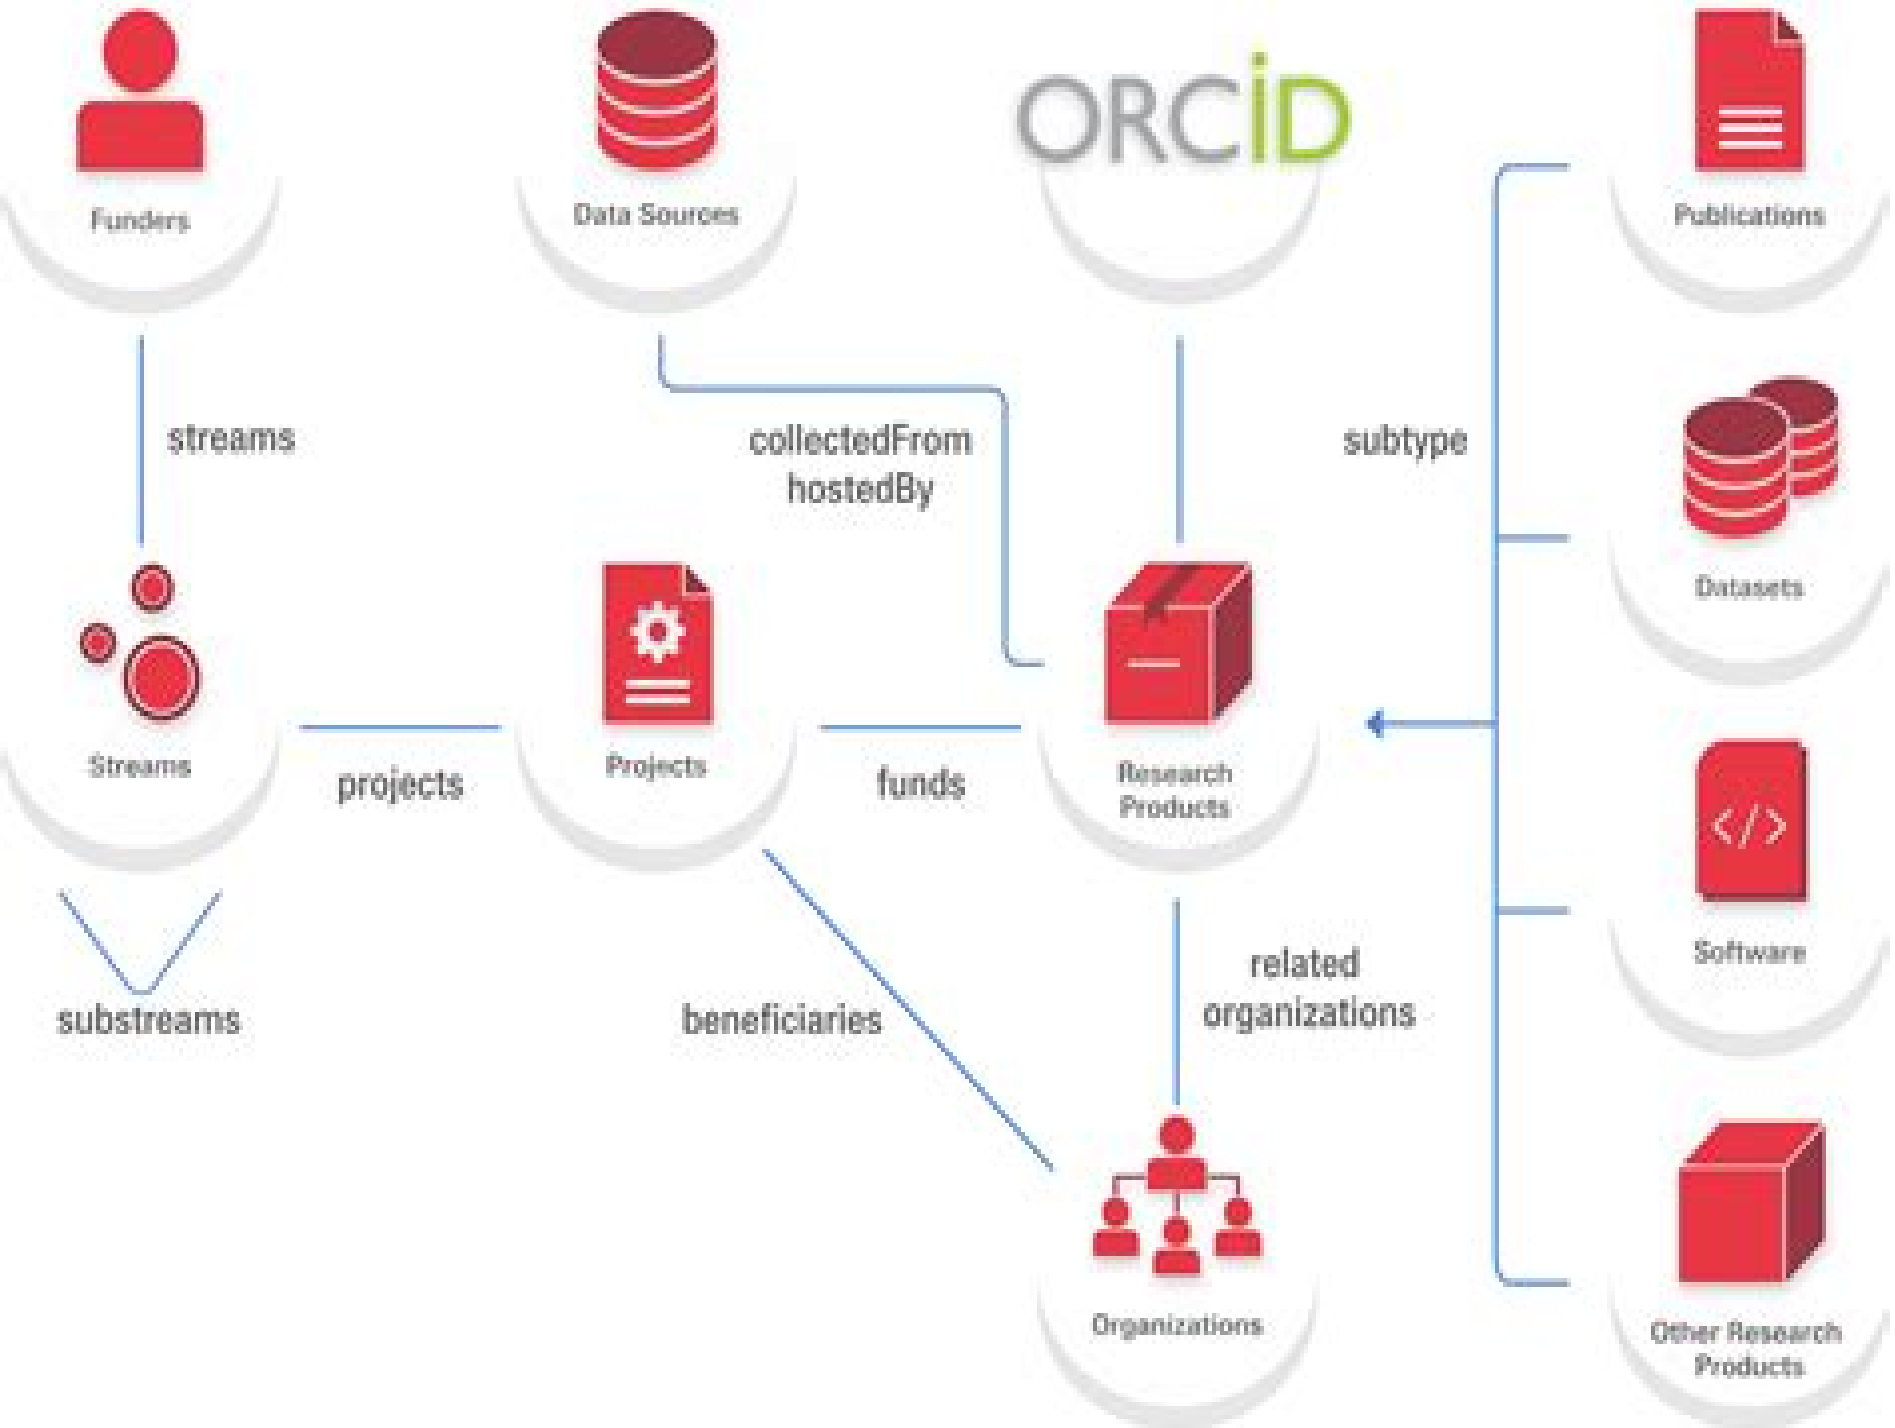 Funders
Data Sources
ORCiD
Publications
streams
collectedFrom
hostedBy
subtype
Datasets
Streams
projects
Projects
funds
Research
Products
substreams
beneficiaries
related
organizations
Software
</>
Organizations
Other Research
Products